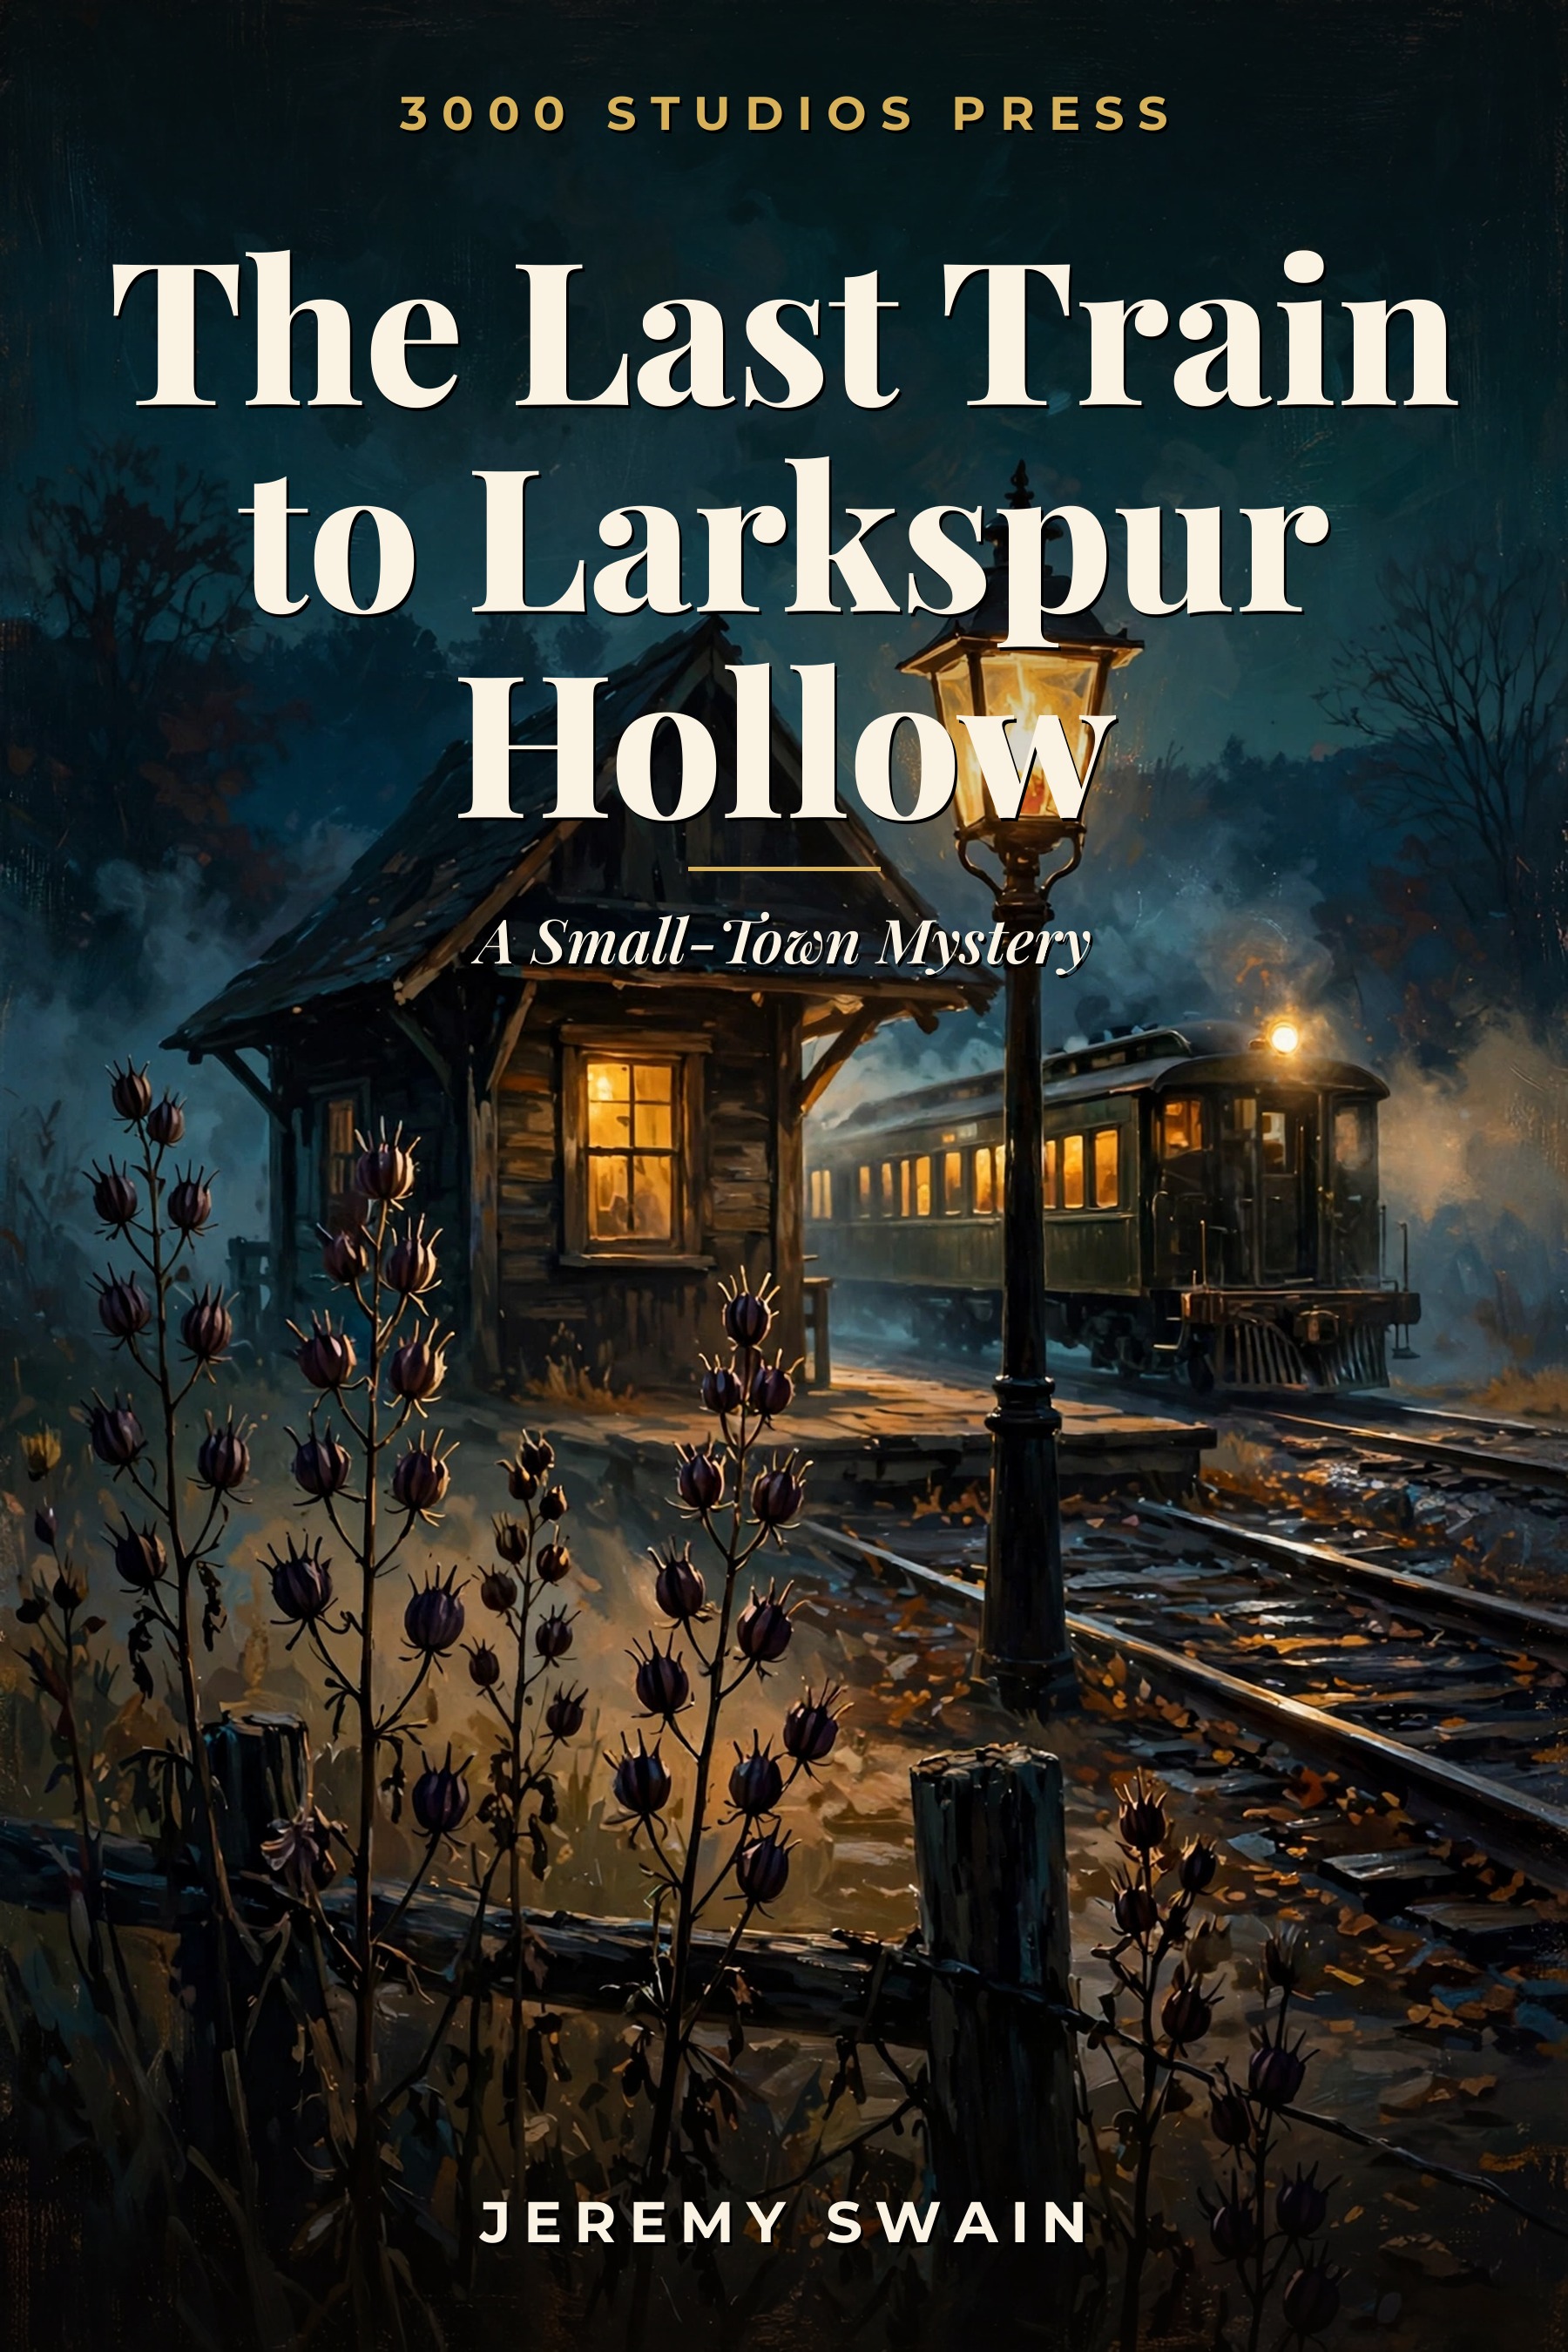 3000 STUDIOS PRESS
The Last Train
to Larkspur
Hollow
A Small-Town Mystery
JEREMY SWAIN